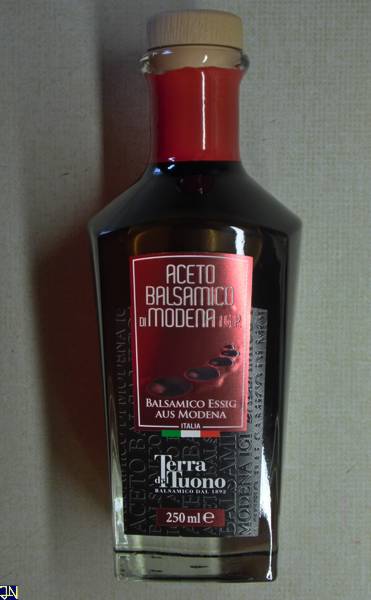 ACETO
BALSAMICO
DI MODENA IGP
BALSAMICO ESSIG
AUS MODENA
ITALIA
Terra
del Tuono
BALSAMICO DAL 1892
250 ml e